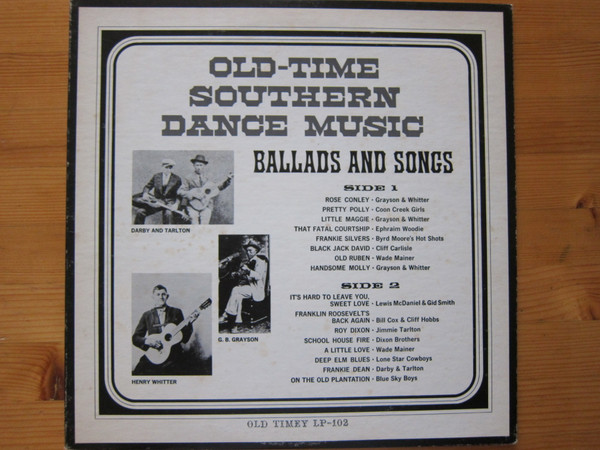 OLD-TIME
SOUTHERN
DANCE MUSIC
BALLADS AND SONGS
SIDE 1
ROSE CONLEY - Grayson & Whitter
PRETTY POLLY - Coon Creek Girls
LITTLE MAGGIE - Grayson & Whitter
THAT FATAL COURTSHIP - Ephraim Woodie
FRANKIE SILVERS - Byrd Moore's Hot Shots
BLACK JACK DAVID - Cliff Carlisle
OLD RUBEN - Wade Mainer
HANDSOME MOLLY - Grayson & Whitter
SIDE 2
IT'S HARD TO LEAVE YOU,
SWEET LOVE - Lewis McDaniel & Gid Smith
FRANKLIN ROOSEVELT'S
BACK AGAIN - Bill Cox & Cliff Hobbs
ROY DIXON - Jimmie Tarlton
SCHOOL HOUSE FIRE - Dixon Brothers
A LITTLE LOVE - Wade Mainer
DEEP ELM BLUES - Lone Star Cowboys
FRANKIE DEAN - Darby & Tarlton
ON THE OLD PLANTATION - Blue Sky Boys
DARBY AND TARLTON
G. B. GRAYSON
HENRY WHITTER
OLD TIMEY LP-102